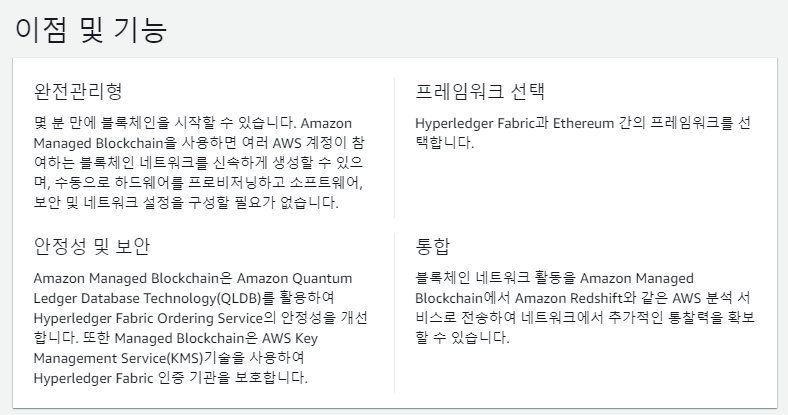 이점 및 기능
완전관리형
몇 분 만에 블록체인을 시작할 수 있습니다. Amazon
Managed Blockchain을 사용하면 여러 AWS 계정이 참
여하는 블록체인 네트워크를 신속하게 생성할 수 있으
며, 수동으로 하드웨어를 프로비저닝하고 소프트웨어,
보안 및 네트워크 설정을 구성할 필요가 없습니다.
프레임워크 선택
Hyperledger Fabric과 Ethereum 간의 프레임워크를 선
택합니다.
안정성 및 보안
Amazon Managed Blockchain은 Amazon Quantum
Ledger Database Technology(QLDB)를 활용하여
Hyperledger Fabric Ordering Service의 안정성을 개선
합니다. 또한 Managed Blockchain은 AWS Key
Management Service(KMS)기술을 사용하여
Hyperledger Fabric 인증 기관을 보호합니다.
통합
블록체인 네트워크 활동을 Amazon Managed
Blockchain에서 Amazon Redshift와 같은 AWS 분석 서
비스로 전송하여 네트워크에서 추가적인 통찰력을 확보
할 수 있습니다.